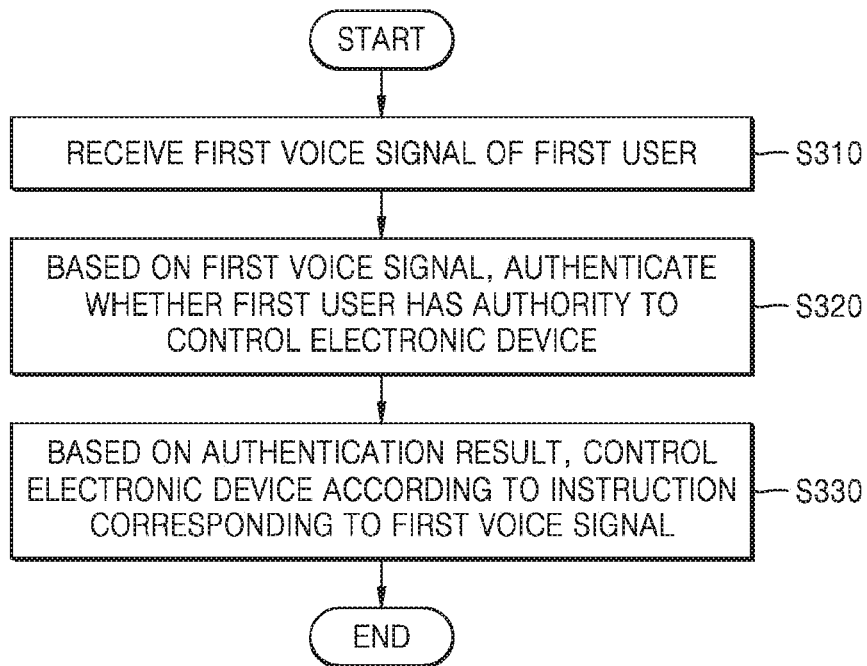 START
RECEIVE FIRST VOICE SIGNAL OF FIRST USER
S310
BASED ON FIRST VOICE SIGNAL, AUTHENTICATE
WHETHER FIRST USER HAS AUTHORITY TO
CONTROL ELECTRONIC DEVICE
S320
BASED ON AUTHENTICATION RESULT, CONTROL
ELECTRONIC DEVICE ACCORDING TO INSTRUCTION
CORRESPONDING TO FIRST VOICE SIGNAL
S330
END